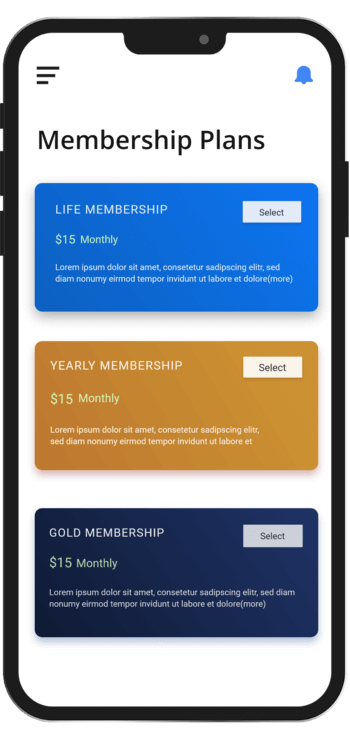 Membership Plans
LIFE MEMBERSHIP
Select
$15 Monthly
Lorem ipsum dolor sit amet, consetetur sadipscing elitr, sed
diam nonumy eirmod tempor invidunt ut labore et dolore(more)
YEARLY MEMBERSHIP
Select
$15 Monthly
Lorem ipsum dolor sit amet, consetetur sadipscing elitr,
sed diam nonumy eirmod tempor invidunt ut labore et
GOLD MEMBERSHIP
Select
$15 Monthly
Lorem ipsum dolor sit amet, consetetur sadipscing elitr, sed diam
nonumy eirmod tempor invidunt ut labore et dolore(more)